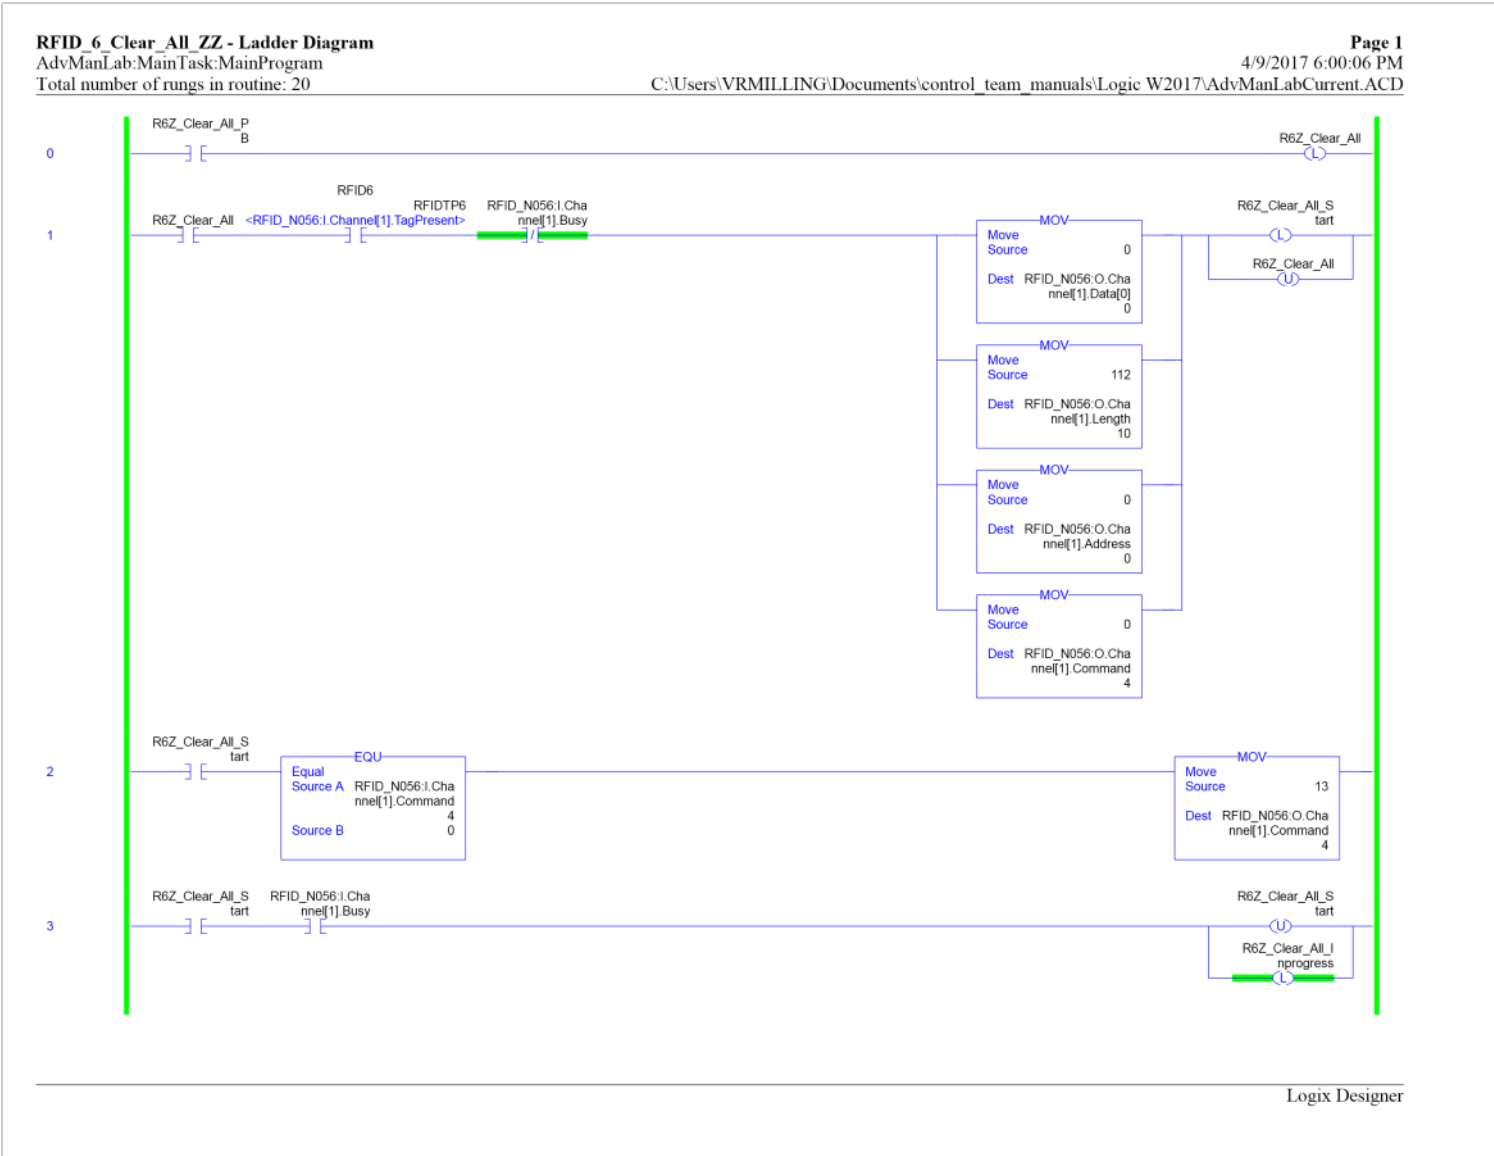 RFID_6_Clear_All_ZZ - Ladder Diagram
Page 1
AdvManLab:MainTask:MainProgram
4/9/2017 6:00:06 PM
Total number of rungs in routine: 20
C:\Users\VRMILLING\Documents\control_team_manuals\Logic W2017\AdvManLabCurrent.ACD
0
R6Z_Clear_All_P
B
R6Z_Clear_All
L
1
R6Z_Clear_All
RFID6
RFIDTP6
<RFID_N056:I.Channel[1].TagPresent>
RFID_N056:I.Cha
nnel[1].Busy
/
MOV
Move
Source 0
Dest RFID_N056:O.Cha
nnel[1].Data[0]
0
R6Z_Clear_All_S
tart
L
R6Z_Clear_All
U
MOV
Move
Source 112
Dest RFID_N056:O.Cha
nnel[1].Length
10
MOV
Move
Source 0
Dest RFID_N056:O.Cha
nnel[1].Address
0
MOV
Move
Source 0
Dest RFID_N056:O.Cha
nnel[1].Command
4
2
R6Z_Clear_All_S
tart
EQU
Equal
Source A RFID_N056:I.Cha
nnel[1].Command
4
Source B 0
MOV
Move
Source 13
Dest RFID_N056:O.Cha
nnel[1].Command
4
3
R6Z_Clear_All_S
tart
RFID_N056:I.Cha
nnel[1].Busy
R6Z_Clear_All_S
tart
U
R6Z_Clear_All_I
nprogress
L
Logix Designer